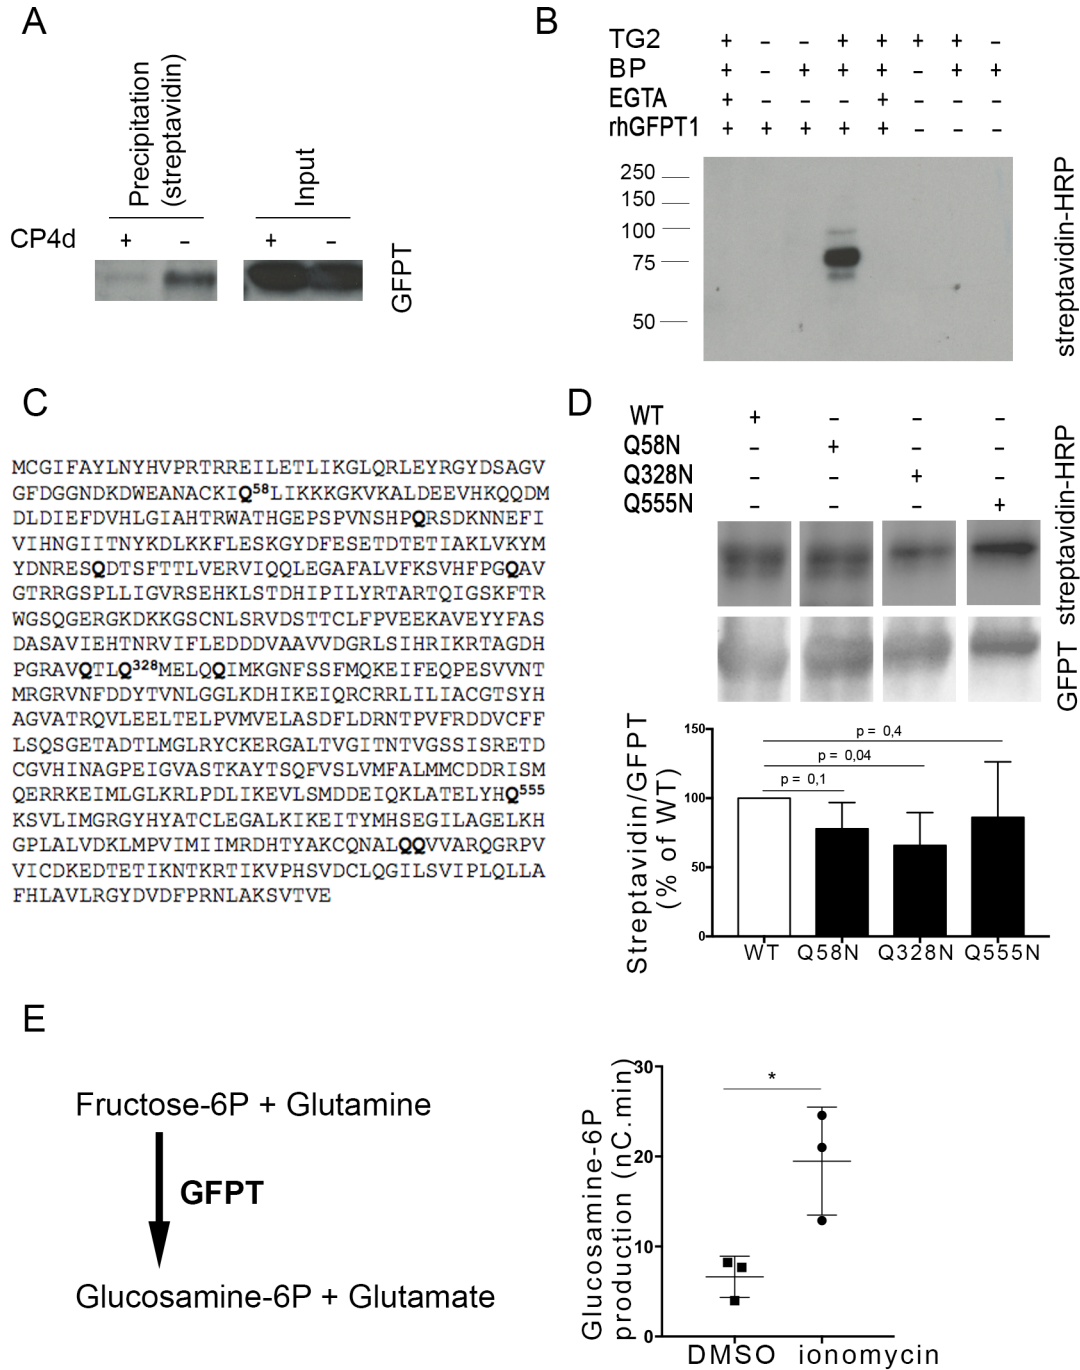 A
Precipitation
(streptavidin)
Input
CP4d
+ – + –
GFPT
B
TG2 + – – + + + + –
BP + – + + + – + +
EGTA + – – – + – – –
rhGFPT1 + + + + + – – –
250
150
100
75
50
streptavidin-HRP
C
MCGIFAYLNYHVPRTRREILETLIKGLQRLEYRGYDSAGV
GFDGGNDKDWEANACKIQ58LIKKKGKVKALDEEVHKQQDM
DLDIEFDVHLGIAHTRWATHGEPSPVNSHPQRSDKNNEFI
VIHNGIITNYKDLKKFLESKGYDFESETDTETIAKLVKYM
YDNRESQDTSFTTLVERVIQQLEGAFALVFKSVHFPGQAV
GTRRGSPLLIGVRSEHKLSTDHIPILYRTARTQIGSKFTR
WGSQGERGKDKKGSCNLSRVDSTTCLFPVEEKAVEYYFAS
DASAVIEHTNRVIFLEDDDVAAVVDGRLSIHRIKRTAGDH
PGRAVQTLQ328MELQQIMKGNFSSFMQKEIFEQPESVVNT
MRGRVNFDDYTVNLGGLKDHIKEIQRCRRLILIACGTSYH
AGVATRQVLEELTELPVMVELASDFLDRNTPVFRDDVCFF
LSQSGETADTLMGLRYCKERGALTVGITNTVGSSISRETD
CGVHINAGPEIGVASTKAYTSQFVSLVMFALMMCDDRISM
QERRKEIMLGLKRLPDLIKEVLSMDDEIQKLATELYHQ555
KSVLIMGRGYHYATCLEGALKIKEITYMHSEGILAGELKH
GPLALVDKLMPVIMIIMRDHTYAKCQNALQQVVARQGRPV
VICDKEDTETIKNTKRTIKVPHSVDCLQGILSVIPLQLLA
FHLAVLRGYDVDFPRNLAKSVTVE
D
WT + – – –
Q58N – + – –
Q328N – – + –
Q555N – – – +
GFPT streptavidin-HRP
Streptavidin/GFPT
(% of WT)
150
100
50
0
p = 0,4
p = 0,04
p = 0,1
WT Q58N Q328N Q555N
E
Fructose-6P + Glutamine
GFPT
Glucosamine-6P + Glutamate
Glucosamine-6P
production (nC.min)
30
20
10
0
*
DMSO ionomycin